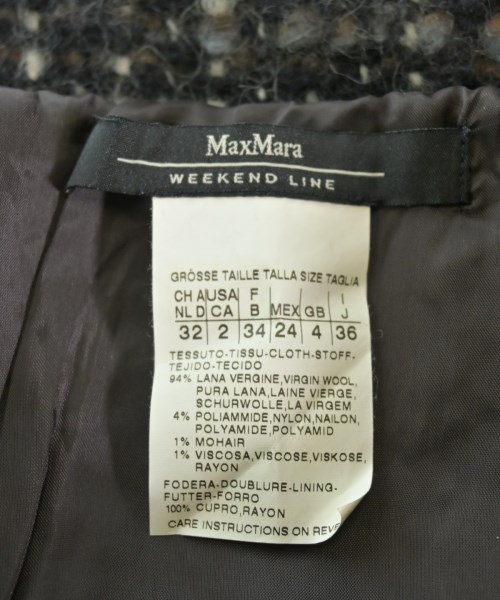 MaxMara
WEEKEND LINE
GRÖSSE TAILLE TALLA SIZE TAGLIA
CH A USA F I
NL D CA B MEX GB J
32 2 34 24 4 36
TESSUTO-TISSU-CLOTH-STOFF-
TEJIDO-TECIDO
94% LANA VERGINE,VIRGIN WOOL,
PURA LANA,LAINE VIERGE,
SCHURWOLLE,LA VIRGEM
4% POLIAMMIDE,NYLON,NAILON,
POLYAMIDE,POLYAMID
1% MOHAIR
1% VISCOSA,VISCOSE,VISKOSE,
RAYON
FODERA-DOUBLURE-LINING-
FUTTER-FORRO
100% CUPRO,RAYON
CARE INSTRUCTIONS ON REVE